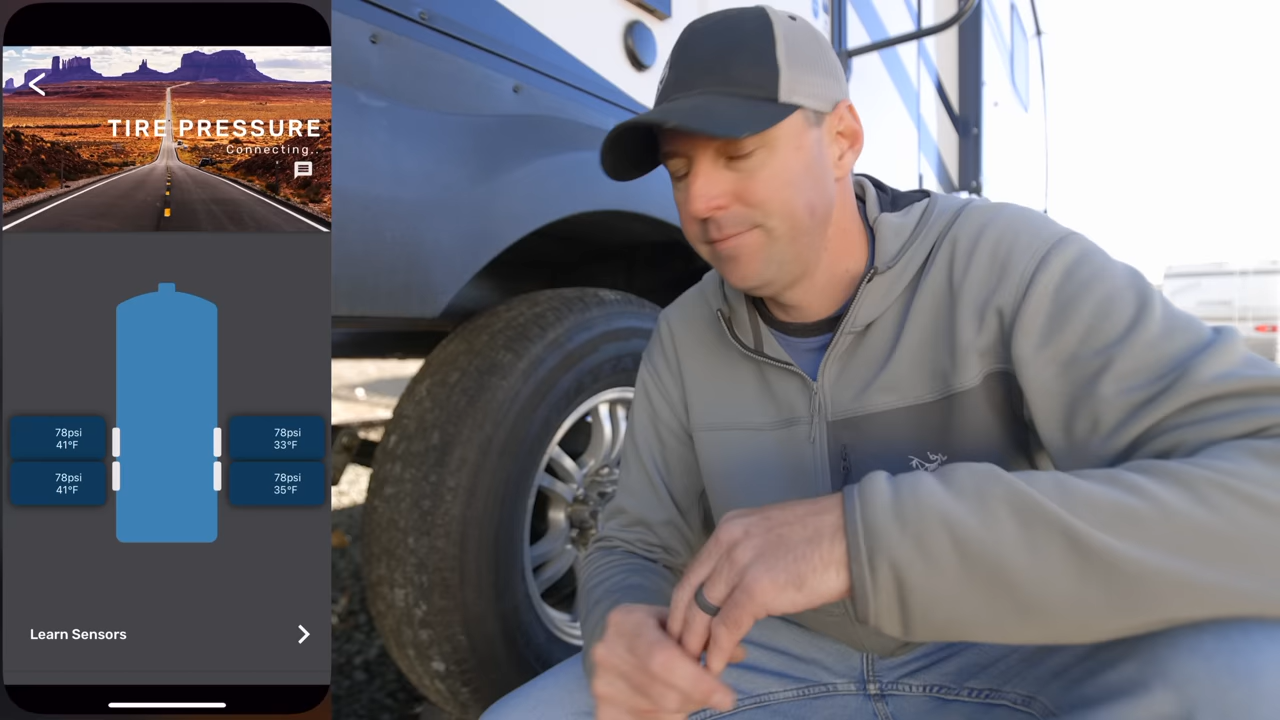 TIRE PRESSURE
Connecting..
78psi
41°F
78psi
33°F
78psi
41°F
78psi
35°F
Learn Sensors